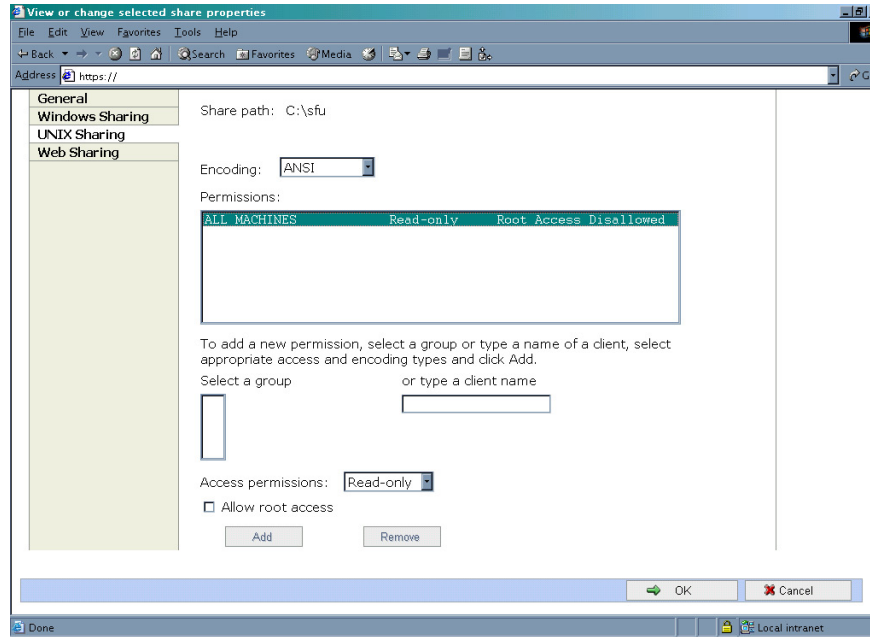 View or change selected share properties
File Edit View Favorites Tools Help
Back Search Favorites Media
Address https://
General
Windows Sharing
UNIX Sharing
Web Sharing
Share path: C:\sfu
Encoding: ANSI
Permissions:
ALL MACHINES Read-only Root Access Disallowed
To add a new permission, select a group or type a name of a client, select
appropriate access and encoding types and click Add.
Select a group or type a client name
Access permissions: Read-only
Allow root access
Add Remove
OK Cancel
Done Local intranet